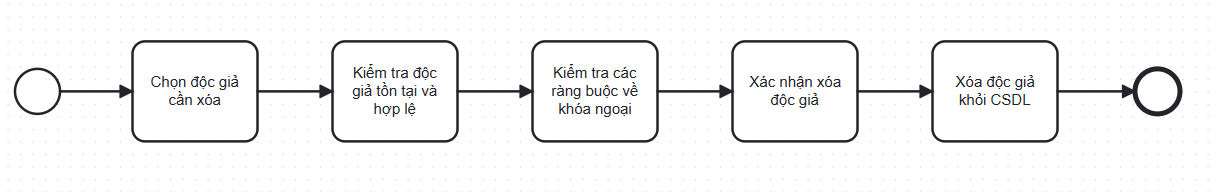 Chọn độc giả
cần xóa
Kiểm tra độc
giả tồn tại và
hợp lệ
Kiểm tra các
ràng buộc về
khóa ngoại
Xác nhận xóa
độc giả
Xóa độc giả
khỏi CSDL